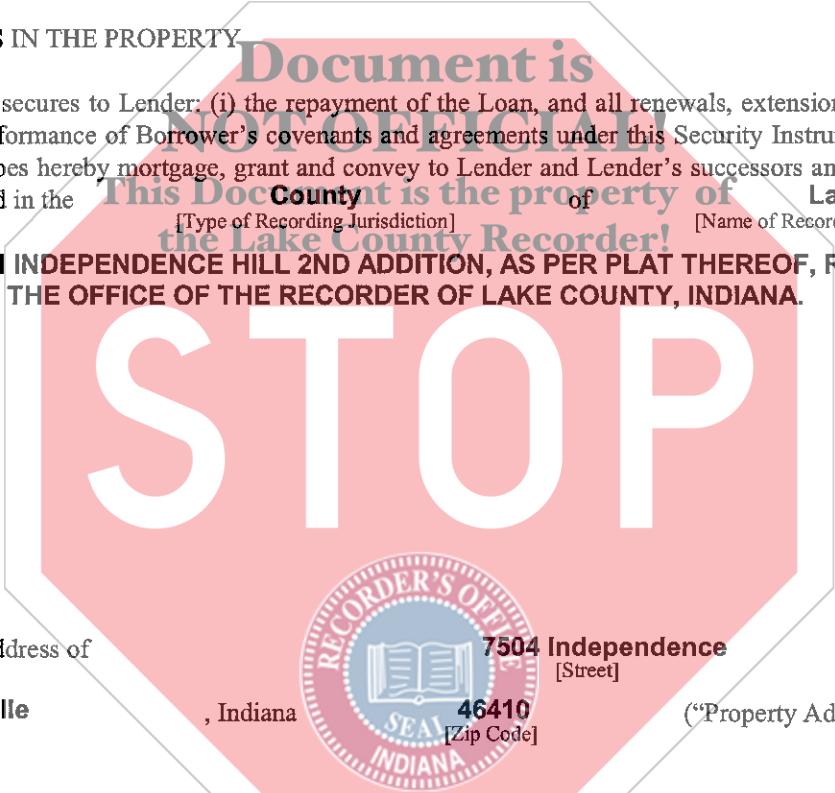 S IN THE PROPERTY
Document is
secures to Lender: (i) the repayment of the Loan, and all renewals, extension
NOT OFFICIAL!
formance of Borrower's covenants and agreements under this Security Instru
oes hereby mortgage, grant and convey to Lender and Lender's successors an
This Document is the property of
d in the County of La
[Type of Recording Jurisdiction] [Name of Record
the Lake County Recorder!
INDEPENDENCE HILL 2ND ADDITION, AS PER PLAT THEREOF, R
THE OFFICE OF THE RECORDER OF LAKE COUNTY, INDIANA.
STOP
RECORDER'S OFFICE
ddress of 7504 Independence
[Street]
lle , Indiana 46410 ("Property Ad
SEAL
[Zip Code]
INDIANA